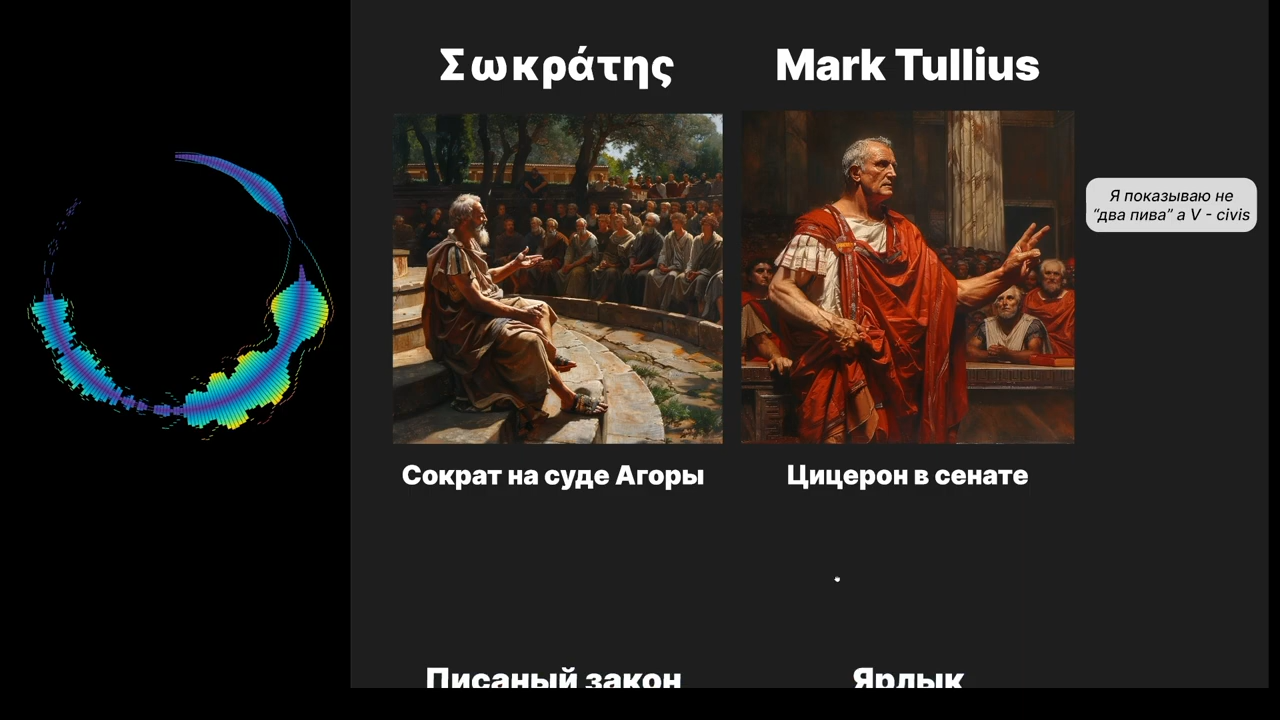 Σωκράτης
Mark Tullius
Я показываю не
“два пива” а V - civis
Сократ на суде Агоры
Цицерон в сенате
Писаный закон
Ярлык